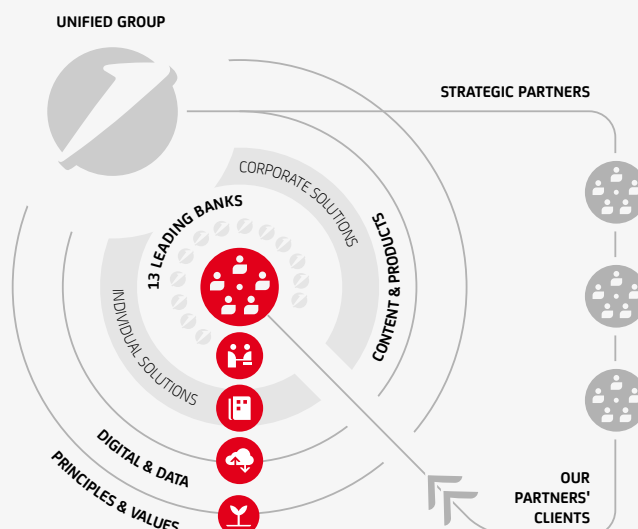 UNIFIED GROUP
STRATEGIC PARTNERS
CORPORATE SOLUTIONS
13 LEADING BANKS
CONTENT & PRODUCTS
INDIVIDUAL SOLUTIONS
DIGITAL & DATA
PRINCIPLES & VALUES
OUR
PARTNERS'
CLIENTS